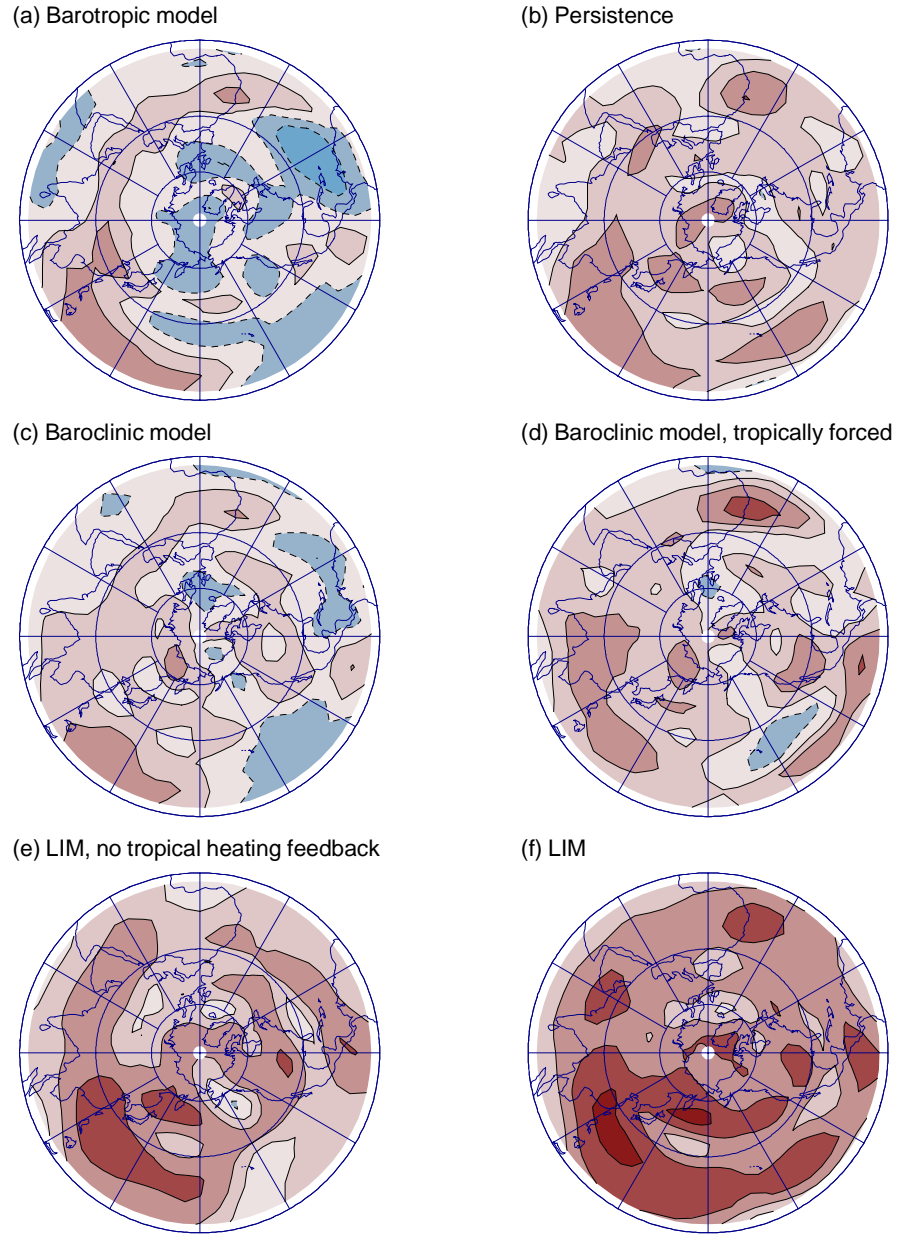 (a) Barotropic model
(b) Persistence
(c) Baroclinic model
(d) Baroclinic model, tropically forced
(e) LIM, no tropical heating feedback
(f) LIM